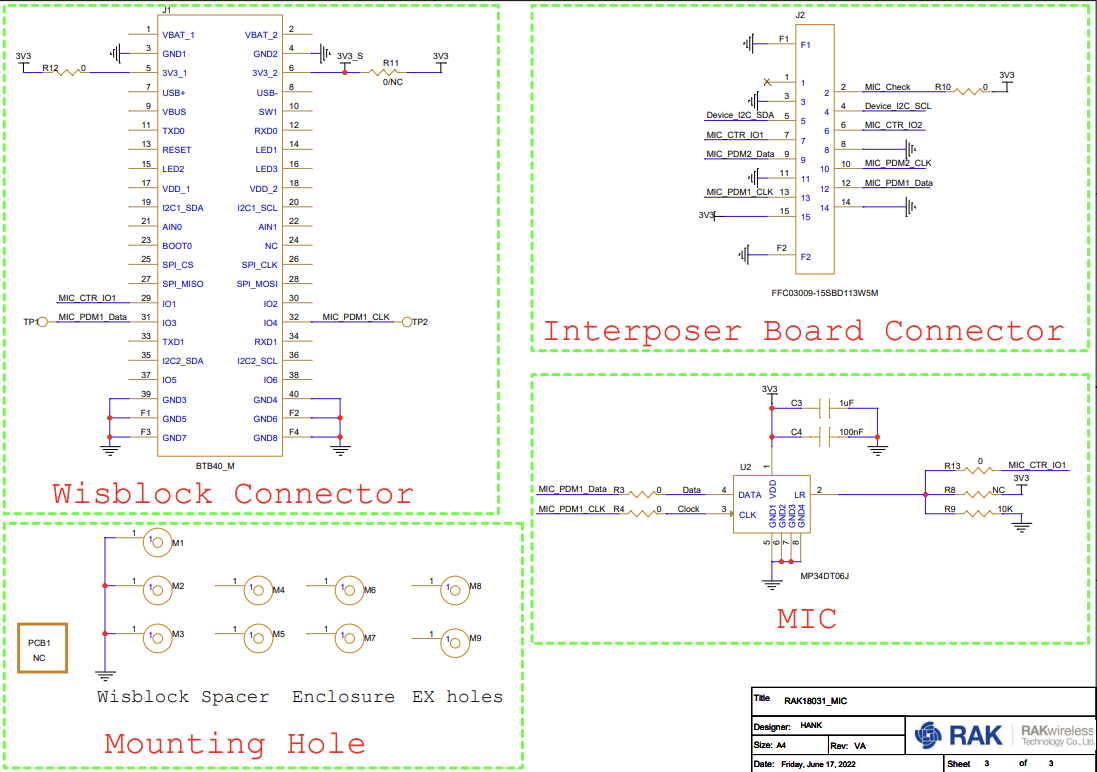 J1
1 VBAT_1 VBAT_2 2
3 GND1 GND2 4
3V3 R12 0 5 3V3_1 3V3_2 6 3V3_S R11 0/NC 3V3
7 USB+ USB- 8
9 VBUS SW1 10
11 TXD0 RXD0 12
13 RESET LED1 14
15 LED2 LED3 16
17 VDD_1 VDD_2 18
19 I2C1_SDA I2C1_SCL 20
21 AIN0 AIN1 22
23 BOOT0 NC 24
25 SPI_CS SPI_CLK 26
27 SPI_MISO SPI_MOSI 28
MIC_CTR_IO1 29 IO1 IO2 30
TP1 MIC_PDM1_Data 31 IO3 IO4 32 MIC_PDM1_CLK TP2
33 TXD1 RXD1 34
35 I2C2_SDA I2C2_SCL 36
37 IO5 IO6 38
39 GND3 GND4 40
F1 GND5 GND6 F2
F3 GND7 GND8 F4
BTB40_M
Wisblock Connector
J2
F1 F1
1 1
2 2 MIC_Check R10 0 3V3
3 3
4 4 Device_I2C_SCL
Device_I2C_SDA 5 5
6 6 MIC_CTR_IO2
MIC_CTR_IO1 7 7
8 8
MIC_PDM2_Data 9 9
10 10 MIC_PDM2_CLK
11 11
12 12 MIC_PDM1_Data
MIC_PDM1_CLK 13 13
14 14
3V3 15 15
F2 F2
FFC03009-15SBD113W5M
Interposer Board Connector
3V3
C3 1uF
C4 100nF
U2
1
VDD
MIC_PDM1_Data R3 0 Data 4 DATA LR 2
MIC_PDM1_CLK R4 0 Clock 3 CLK
GND1 GND2 GND3 GND4
5 6 7 8
R13 0 MIC_CTR_IO1
R8 NC 3V3
R9 10K
MP34DT06J
MIC
1 1 M1
1 1 M2 1 1 M4 1 1 M6 1 1 M8
1 1 M3 1 1 M5 1 1 M7 1 1 M9
PCB1
NC
Wisblock Spacer Enclosure EX holes
Mounting Hole
Title RAK18031_MIC
Designer: HANK
Size: A4 Rev: VA
RAK RAKwireless
Technology Co., Ltd.
Date: Friday, June 17, 2022 Sheet 3 of 3